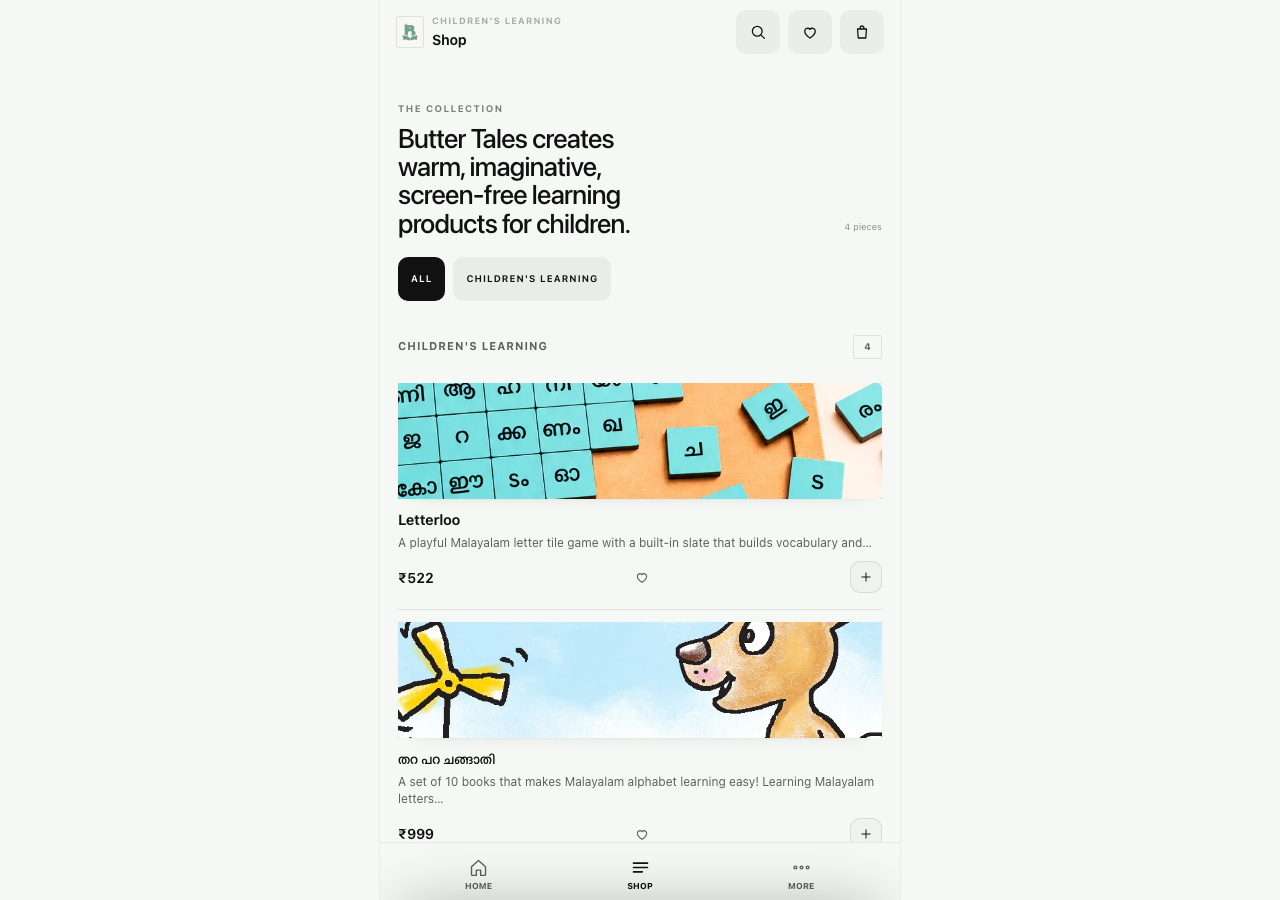 CHILDREN'S LEARNING
Shop
THE COLLECTION
Butter Tales creates
warm, imaginative,
screen-free learning
products for children.
4 pieces
ALL
CHILDREN'S LEARNING
CHILDREN'S LEARNING
4
ആ ഹ നി
ജ റ ക്ക ണം ഖ ച ഇ രം
കോ ഈ ടം ഓ
Letterloo
A playful Malayalam letter tile game with a built-in slate that builds vocabulary and...
₹522
തറ പറ ചങ്ങാതി
A set of 10 books that makes Malayalam alphabet learning easy! Learning Malayalam
letters...
₹999
HOME
SHOP
MORE